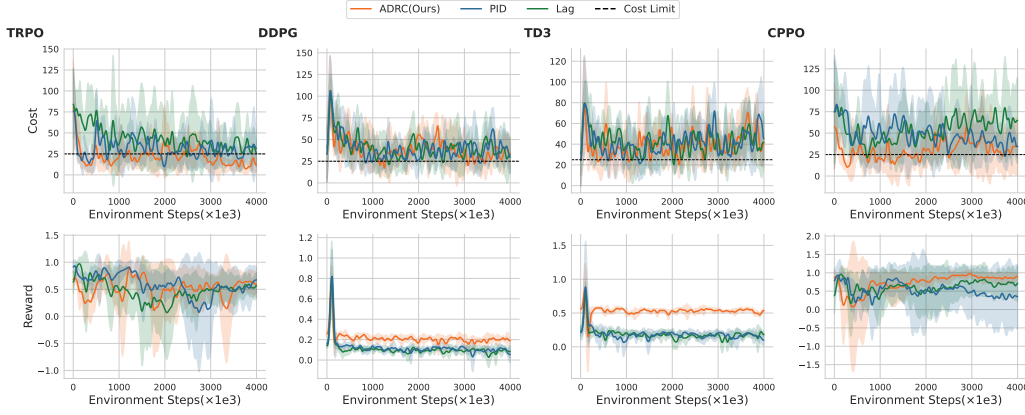 ADRC(Ours) PID Lag Cost Limit
TRPO DDPG TD3 CPPO
Cost
150
125
100
75
50
25
0
0 1000 2000 3000 4000
Environment Steps(×1e3)
150
125
100
75
50
25
0
0 1000 2000 3000 4000
Environment Steps(×1e3)
120
100
80
60
40
20
0
0 1000 2000 3000 4000
Environment Steps(×1e3)
125
100
75
50
25
0
0 1000 2000 3000 4000
Environment Steps(×1e3)
Reward
1.5
1.0
0.5
0.0
−0.5
−1.0
0 1000 2000 3000 4000
Environment Steps(×1e3)
1.2
1.0
0.8
0.6
0.4
0.2
0.0
0 1000 2000 3000 4000
Environment Steps(×1e3)
1.5
1.0
0.5
0.0
0 1000 2000 3000 4000
Environment Steps(×1e3)
2.0
1.5
1.0
0.5
0.0
−0.5
−1.0
−1.5
0 1000 2000 3000 4000
Environment Steps(×1e3)